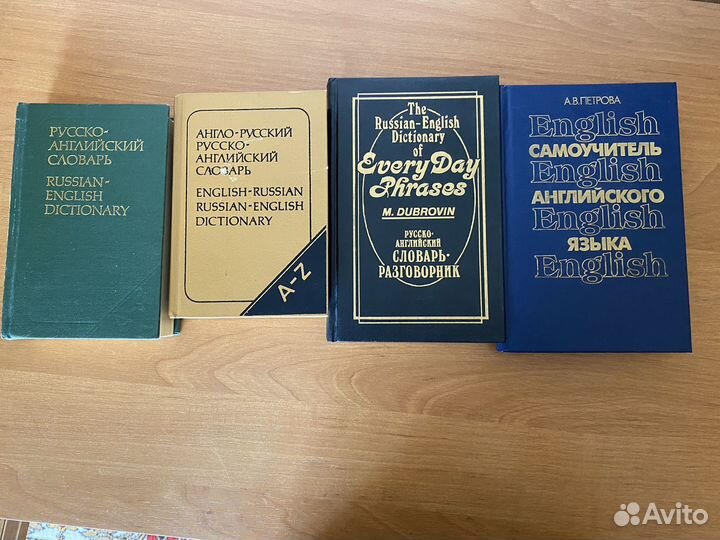 РУССКО-
АНГЛИЙСКИЙ
СЛОВАРЬ
RUSSIAN-
ENGLISH
DICTIONARY
АНГЛО-РУССКИЙ
РУССКО-
АНГЛИЙСКИЙ
СЛОВАРЬ
ENGLISH-RUSSIAN
RUSSIAN-ENGLISH
DICTIONARY
A-Z
The
Russian-English
Dictionary
of
Every Day
Phrases
M. DUBROVIN
РУССКО-
АНГЛИЙСКИЙ
СЛОВАРЬ-
РАЗГОВОРНИК
А.В.ПЕТРОВА
English
САМОУЧИТЕЛЬ
English
АНГЛИЙСКОГО
English
ЯЗЫКА
English
Avito